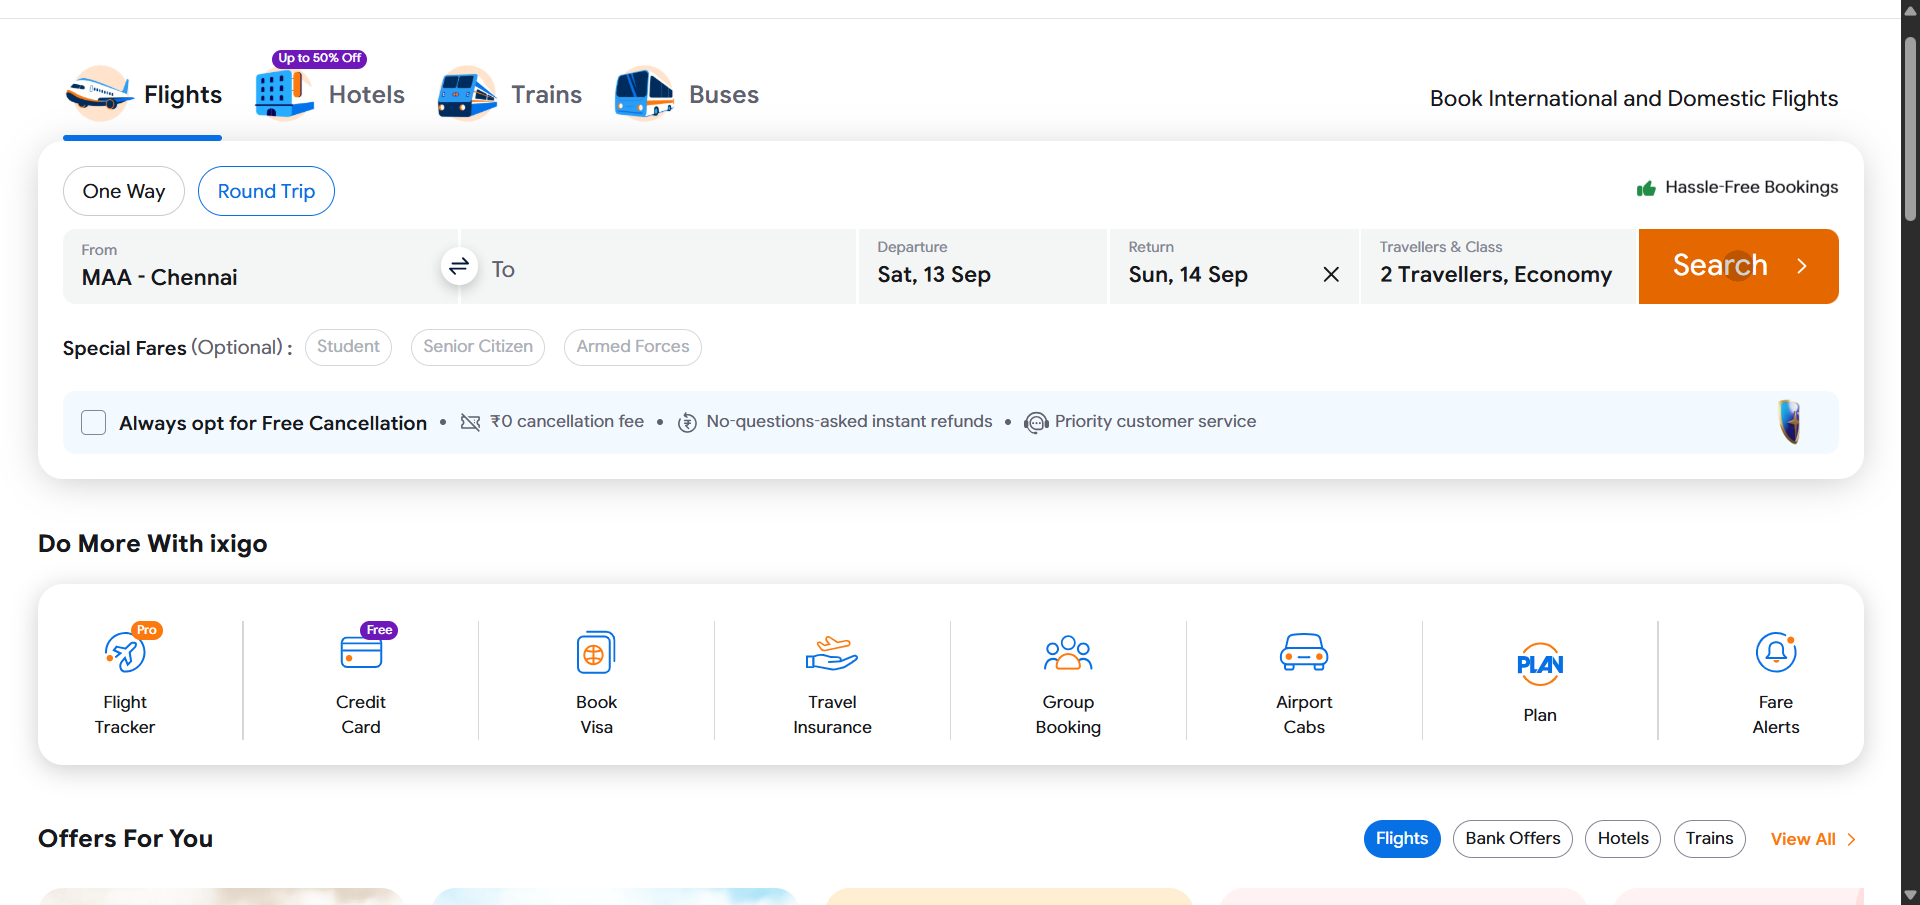 Up to 50% Off
Flights
Hotels
Trains
Buses
Book International and Domestic Flights
One Way
Round Trip
Hassle-Free Bookings
From
MAA - Chennai
To
Departure
Sat, 13 Sep
Return
Sun, 14 Sep
Travellers & Class
2 Travellers, Economy
Search
Special Fares (Optional) :
Student
Senior Citizen
Armed Forces
Always opt for Free Cancellation • ₹0 cancellation fee • No-questions-asked instant refunds • Priority customer service
Do More With ixigo
Pro
Flight
Tracker
Free
Credit
Card
Book
Visa
Travel
Insurance
Group
Booking
Airport
Cabs
PLAN
Plan
Fare
Alerts
Offers For You
Flights
Bank Offers
Hotels
Trains
View All